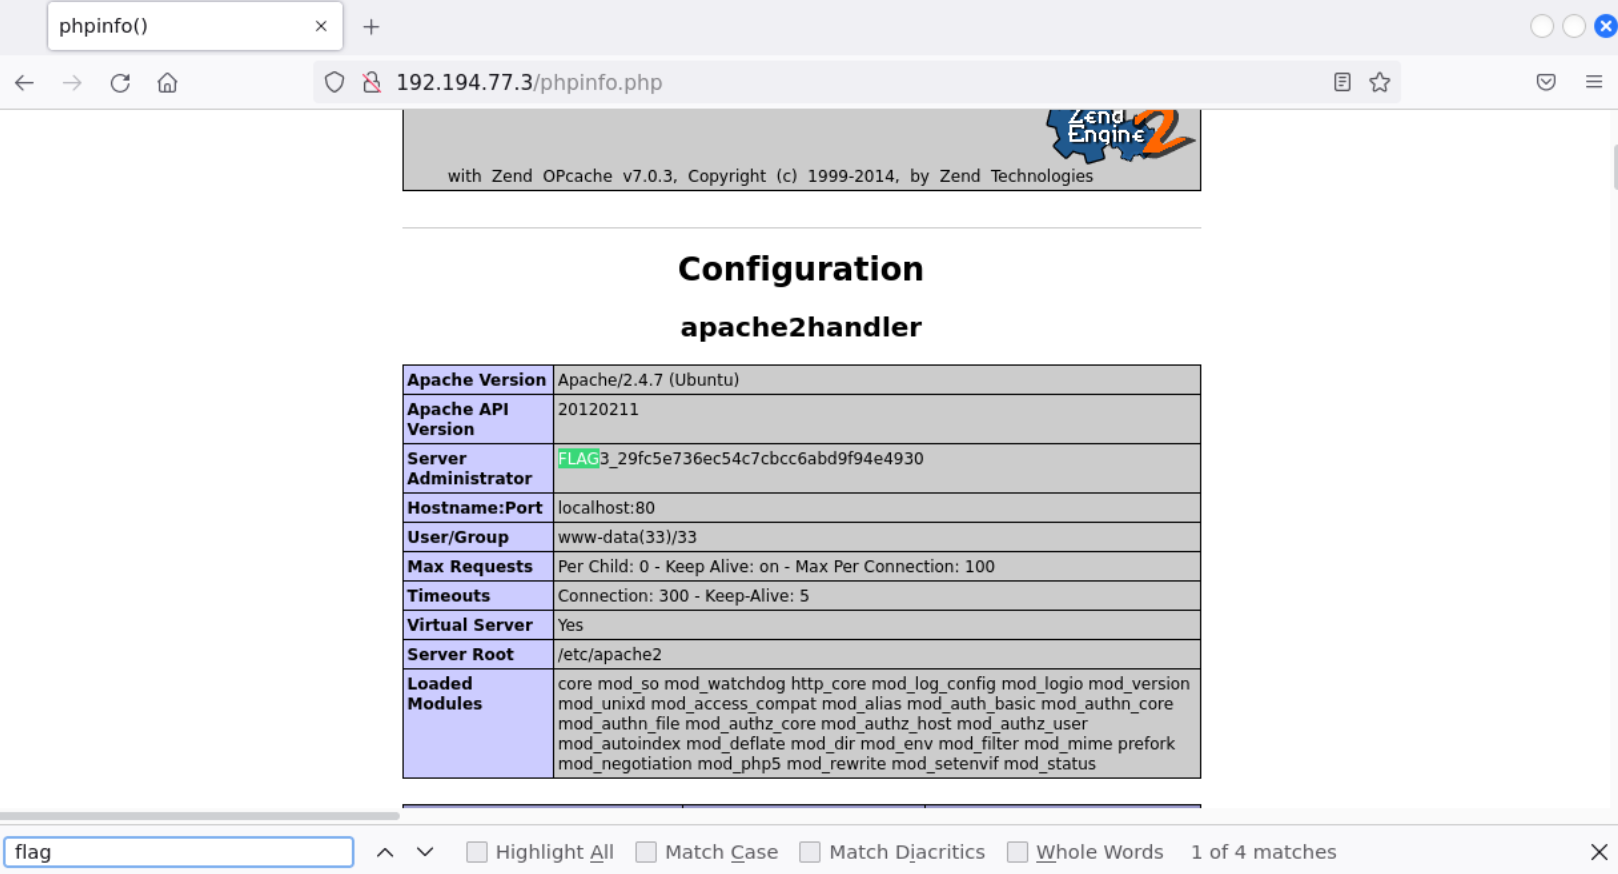 phpinfo()
192.194.77.3/phpinfo.php
Zend
Engine 2
with Zend OPcache v7.0.3, Copyright (c) 1999-2014, by Zend Technologies
Configuration
apache2handler
Apache Version Apache/2.4.7 (Ubuntu)
Apache API 20120211
Version
Server FLAG3_29fc5e736ec54c7cbcc6abd9f94e4930
Administrator
Hostname:Port localhost:80
User/Group www-data(33)/33
Max Requests Per Child: 0 - Keep Alive: on - Max Per Connection: 100
Timeouts Connection: 300 - Keep-Alive: 5
Virtual Server Yes
Server Root /etc/apache2
Loaded core mod_so mod_watchdog http_core mod_log_config mod_logio mod_version
Modules mod_unixd mod_access_compat mod_alias mod_auth_basic mod_authn_core
mod_authn_file mod_authz_core mod_authz_host mod_authz_user
mod_autoindex mod_deflate mod_dir mod_env mod_filter mod_mime prefork
mod_negotiation mod_php5 mod_rewrite mod_setenvif mod_status
flag Highlight All Match Case Match Diacritics Whole Words 1 of 4 matches